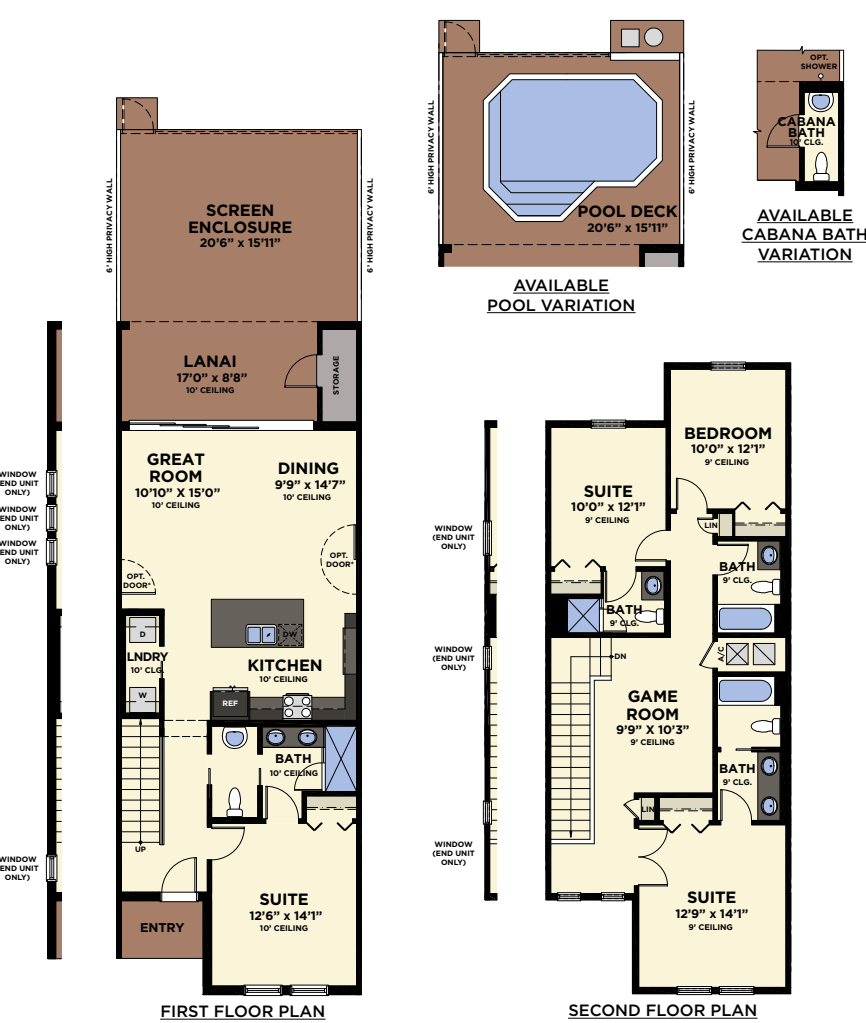 OPT.
SHOWER
CABANA
BATH
10' CLG.
AVAILABLE
CABANA BATH
VARIATION
6' HIGH PRIVACY WALL
6' HIGH PRIVACY WALL
POOL DECK
20'6" x 15'11"
AVAILABLE
POOL VARIATION
6' HIGH PRIVACY WALL
6' HIGH PRIVACY WALL
SCREEN
ENCLOSURE
20'6" x 15'11"
LANAI
17'0" x 8'8"
10' CEILING
STORAGE
GREAT
ROOM
10'10" X 15'0"
10' CEILING
DINING
9'9" x 14'7"
10' CEILING
WINDOW
(END UNIT
ONLY)
WINDOW
(END UNIT
ONLY)
WINDOW
(END UNIT
ONLY)
OPT.
DOOR*
OPT.
DOOR*
D
LNDRY
10' CLG.
W
DW
KITCHEN
10' CEILING
REF
BATH
10' CEILING
UP
WINDOW
(END UNIT
ONLY)
SUITE
12'6" x 14'1"
10' CEILING
ENTRY
FIRST FLOOR PLAN
BEDROOM
10'0" x 12'1"
9' CEILING
SUITE
10'0" x 12'1"
9' CEILING
LIN
WINDOW
(END UNIT
ONLY)
BATH
9' CLG.
BATH
9' CLG.
WINDOW
(END UNIT
ONLY)
DN
A/C
GAME
ROOM
9'9" X 10'3"
9' CEILING
BATH
9' CLG.
LIN
WINDOW
(END UNIT
ONLY)
SUITE
12'9" x 14'1"
9' CEILING
SECOND FLOOR PLAN